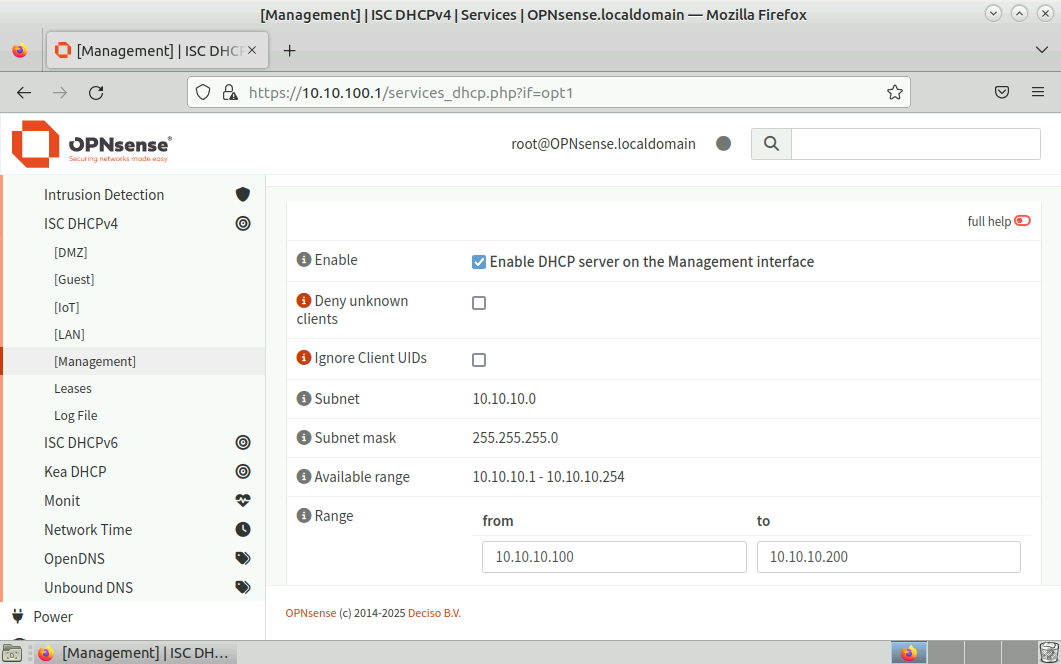 [Management] | ISC DHCPv4 | Services | OPNsense.localdomain — Mozilla Firefox
[Management] | ISC DHCP
https://10.10.100.1/services_dhcp.php?if=opt1
OPNsense®
Securing networks made easy
root@OPNsense.localdomain
Intrusion Detection
ISC DHCPv4
[DMZ]
[Guest]
[IoT]
[LAN]
[Management]
Leases
Log File
ISC DHCPv6
Kea DHCP
Monit
Network Time
OpenDNS
Unbound DNS
Power
full help
Enable
Enable DHCP server on the Management interface
Deny unknown
clients
Ignore Client UIDs
Subnet
10.10.10.0
Subnet mask
255.255.255.0
Available range
10.10.10.1 - 10.10.10.254
Range
from
to
10.10.10.100
10.10.10.200
OPNsense (c) 2014-2025 Deciso B.V.
[Management] | ISC DH...